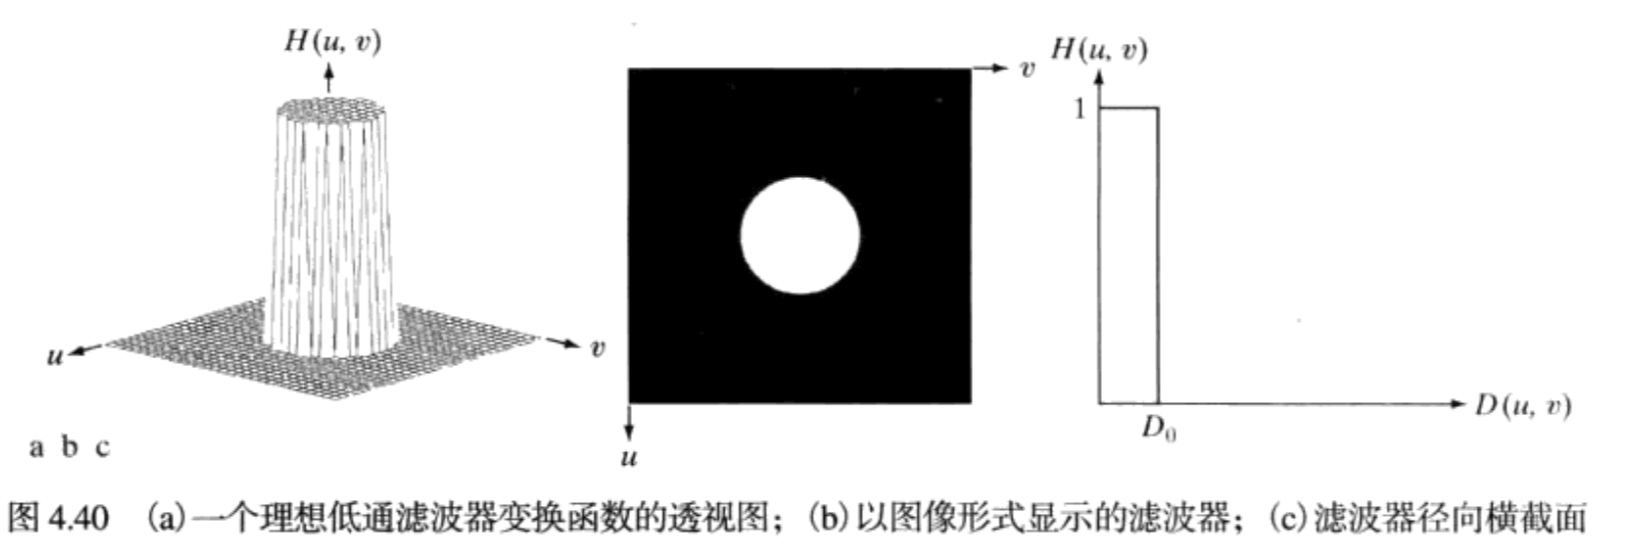 H(u, v)
u
v
v
u
H(u, v)
1
D₀
D(u, v)
a b c
图 4.40 (a)一个理想低通滤波器变换函数的透视图；(b)以图像形式显示的滤波器；(c)滤波器径向横截面